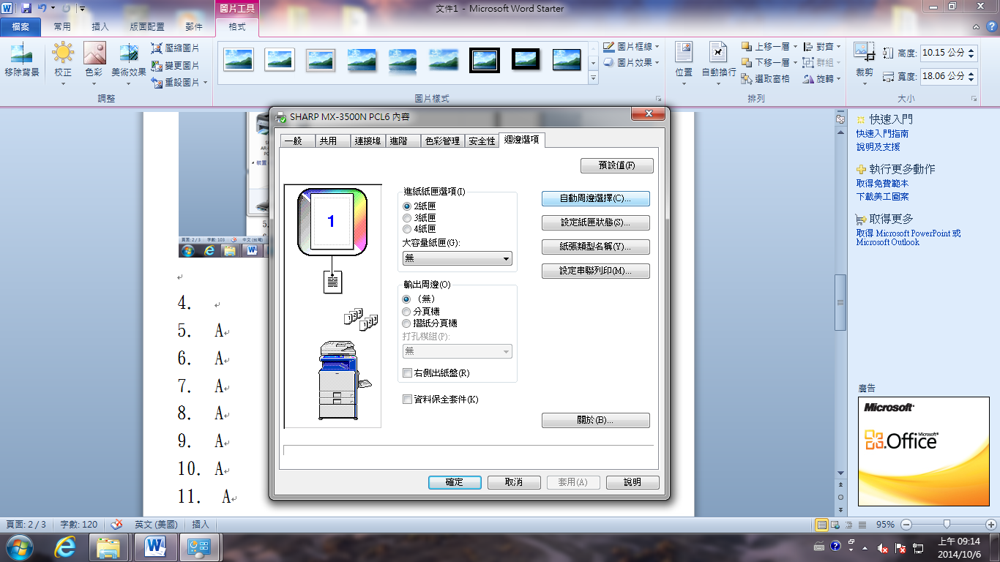 文件1 - Microsoft Word Starter
圖片工具
檔案 常用 插入 版面配置 郵件 格式
移除背景
校正
色彩
美術效果
壓縮圖片
變更圖片
重設圖片
調整
圖片樣式
圖片框線
圖片效果
位置
自動換行
上移一層
下移一層
選取窗格
對齊
群組
旋轉
排列
裁剪
高度: 10.15 公分
寬度: 18.06 公分
大小
SHARP MX-3500N PCL6 內容
一般 共用 連接埠 進階 色彩管理 安全性 週邊選項
預設值(F)
1
進紙紙匣選項(I)
2紙匣
3紙匣
4紙匣
大容量紙匣(G):
無
輸出周邊(O)
(無)
分頁機
摺紙分頁機
打孔模組(P):
無
右側出紙盤(R)
資料保全套件(K)
自動周邊選擇(C)...
設定紙匣狀態(S)...
紙張類型名稱(Y)...
設定串聯列印(M)...
關於(B)...
確定 取消 套用(A) 說明
4.
5. A
6. A
7. A
8. A
9. A
10. A
11. A
快速入門
快速入門指南
說明及支援
執行更多動作
取得免費範本
下載美工圖案
取得更多
取得 Microsoft PowerPoint 或
Microsoft Outlook
廣告
Microsoft
Microsoft
Office
頁面: 2 / 3 字數: 120 英文 (美國) 插入 95%
上午 09:14
2014/10/6